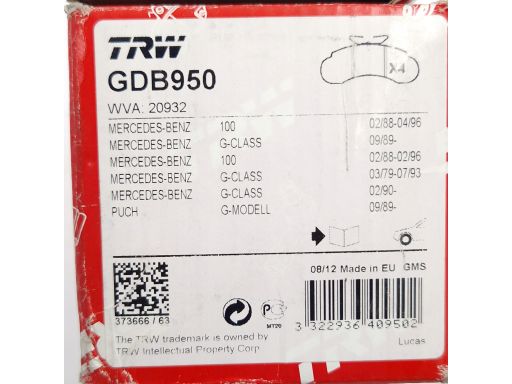 TRW
GDB950
X4
WVA: 20932
MERCEDES-BENZ 100 02/88-04/96
MERCEDES-BENZ G-CLASS 09/89-
MERCEDES-BENZ 100 02/88-02/96
MERCEDES-BENZ G-CLASS 03/79-07/93
MERCEDES-BENZ G-CLASS 02/90-
PUCH G-MODELL 09/89-
08/12 Made in EU GMS
373666 / 63
MT20
3 322936 409502
The TRW trademark is owned by
TRW Intellectual Property Corp.
Lucas